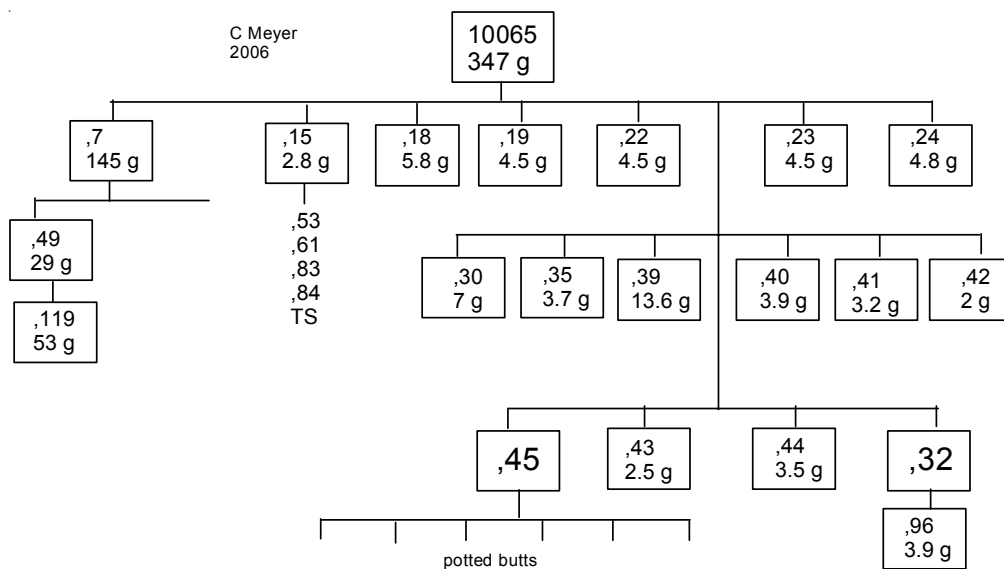 C Meyer
2006
10065
347 g
,7
145 g
,15
2.8 g
,18
5.8 g
,19
4.5 g
,22
4.5 g
,23
4.5 g
,24
4.8 g
,49
29 g
,119
53 g
,53
,61
,83
,84
TS
,30
7 g
,35
3.7 g
,39
13.6 g
,40
3.9 g
,41
3.2 g
,42
2 g
,45
,43
2.5 g
,44
3.5 g
,32
,96
3.9 g
potted butts